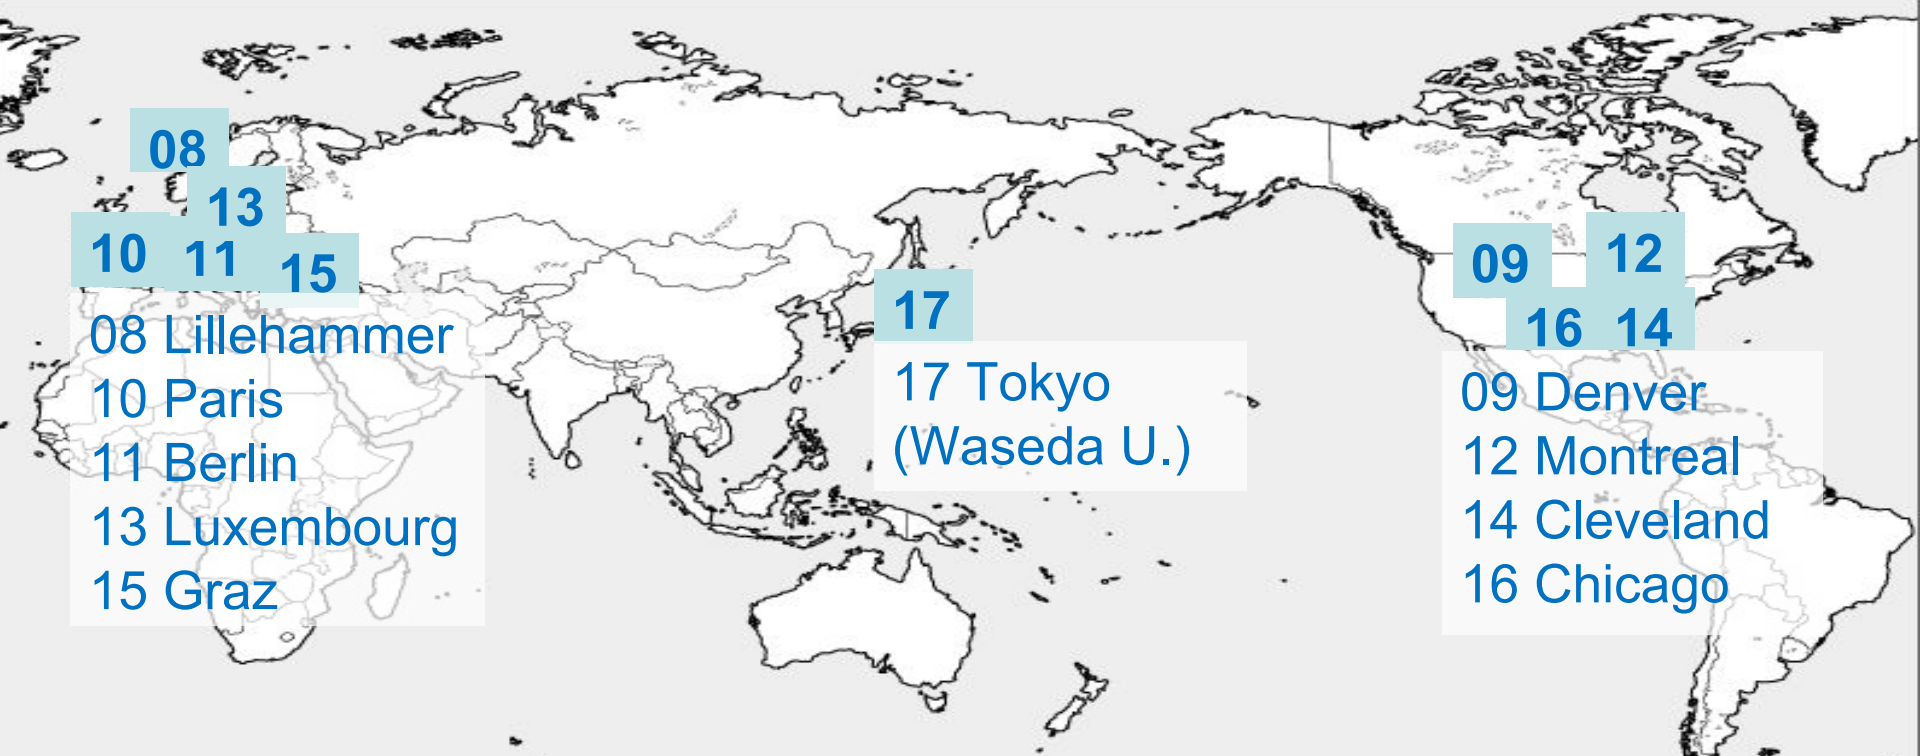 08
13
10
11
15
08 Lillehammer
10 Paris
11 Berlin
13 Luxembourg
15 Graz
17
17 Tokyo
(Waseda U.)
09
12
16
14
09 Denver
12 Montreal
14 Cleveland
16 Chicago